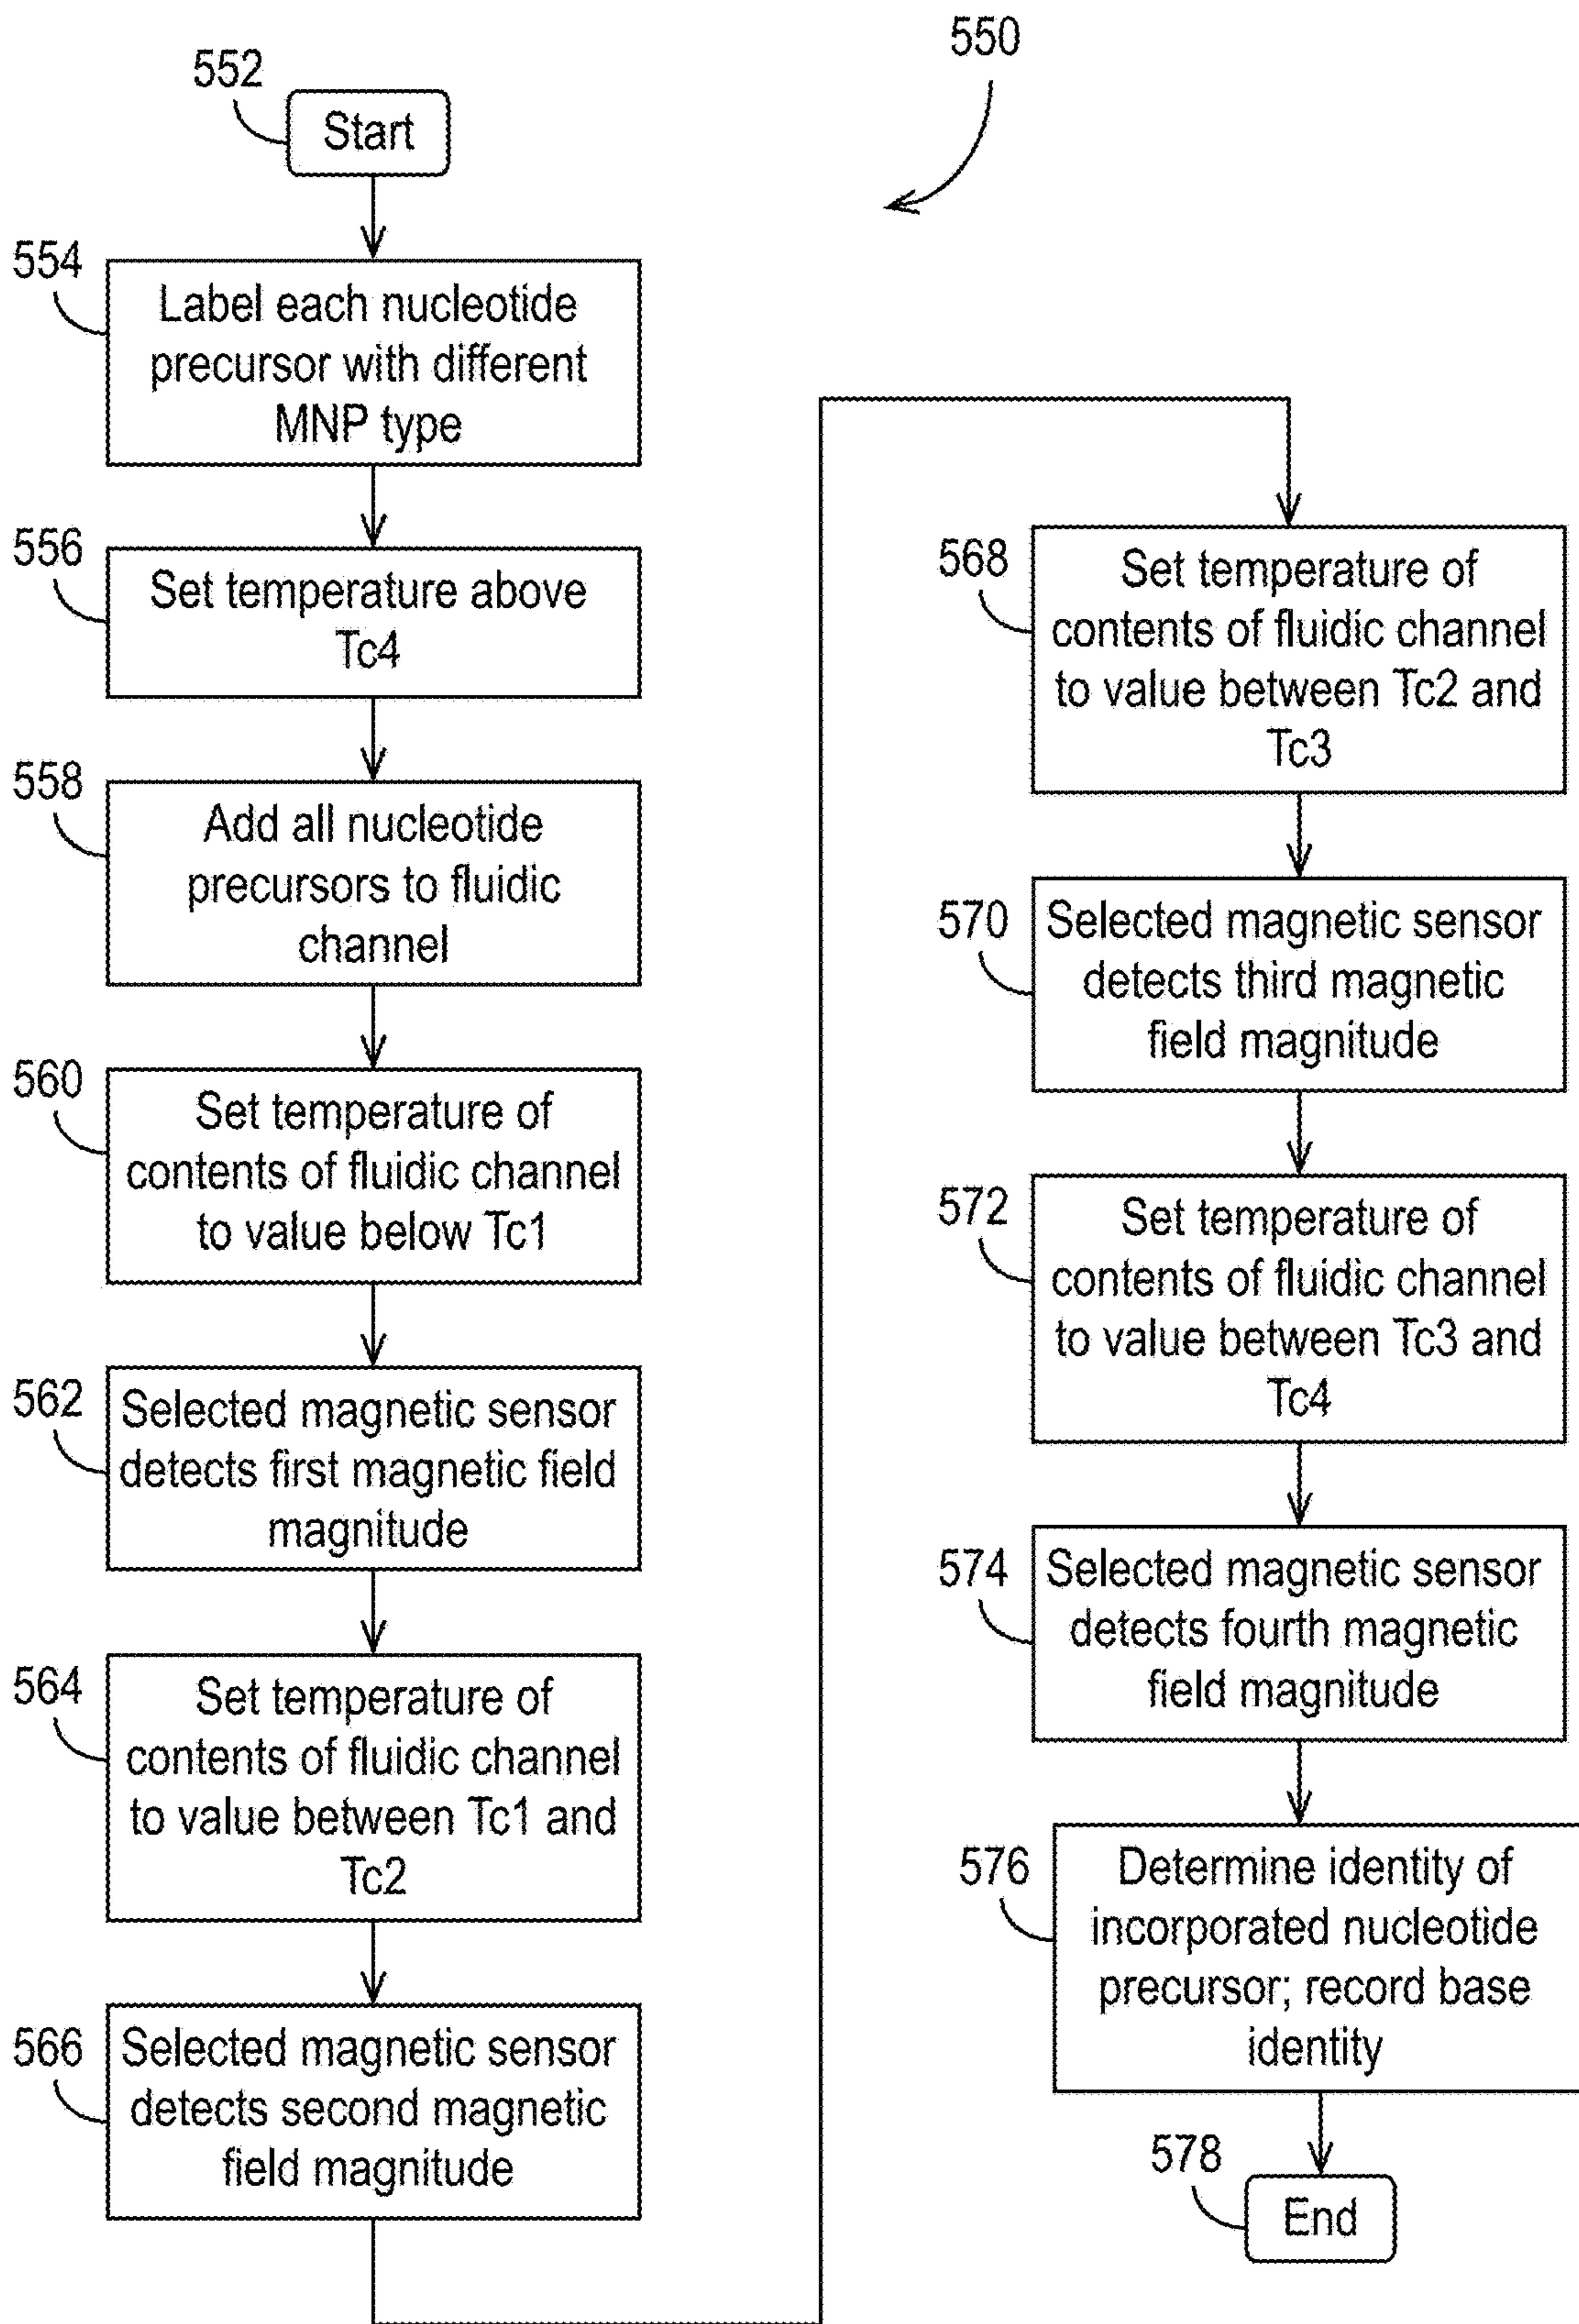 550
552
Start
554
Label each nucleotide
precursor with different
MNP type
556
Set temperature above
Tc4
558
Add all nucleotide
precursors to fluidic
channel
560
Set temperature of
contents of fluidic channel
to value below Tc1
562
Selected magnetic sensor
detects first magnetic field
magnitude
564
Set temperature of
contents of fluidic channel
to value between Tc1 and
Tc2
566
Selected magnetic sensor
detects second magnetic
field magnitude
568
Set temperature of
contents of fluidic channel
to value between Tc2 and
Tc3
570
Selected magnetic sensor
detects third magnetic
field magnitude
572
Set temperature of
contents of fluidic channel
to value between Tc3 and
Tc4
574
Selected magnetic sensor
detects fourth magnetic
field magnitude
576
Determine identity of
incorporated nucleotide
precursor; record base
identity
578
End